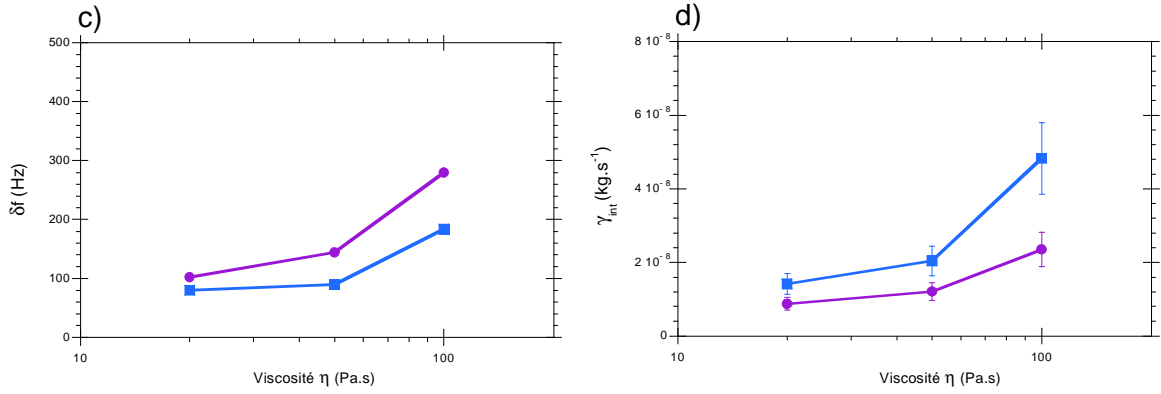 c)
500
400
300
200
100
0
δf (Hz)
10
100
Viscosité η (Pa.s)
d)
8 10⁻⁸
6 10⁻⁸
4 10⁻⁸
2 10⁻⁸
0
γint (kg.s⁻¹)
10
100
Viscosité η (Pa.s)